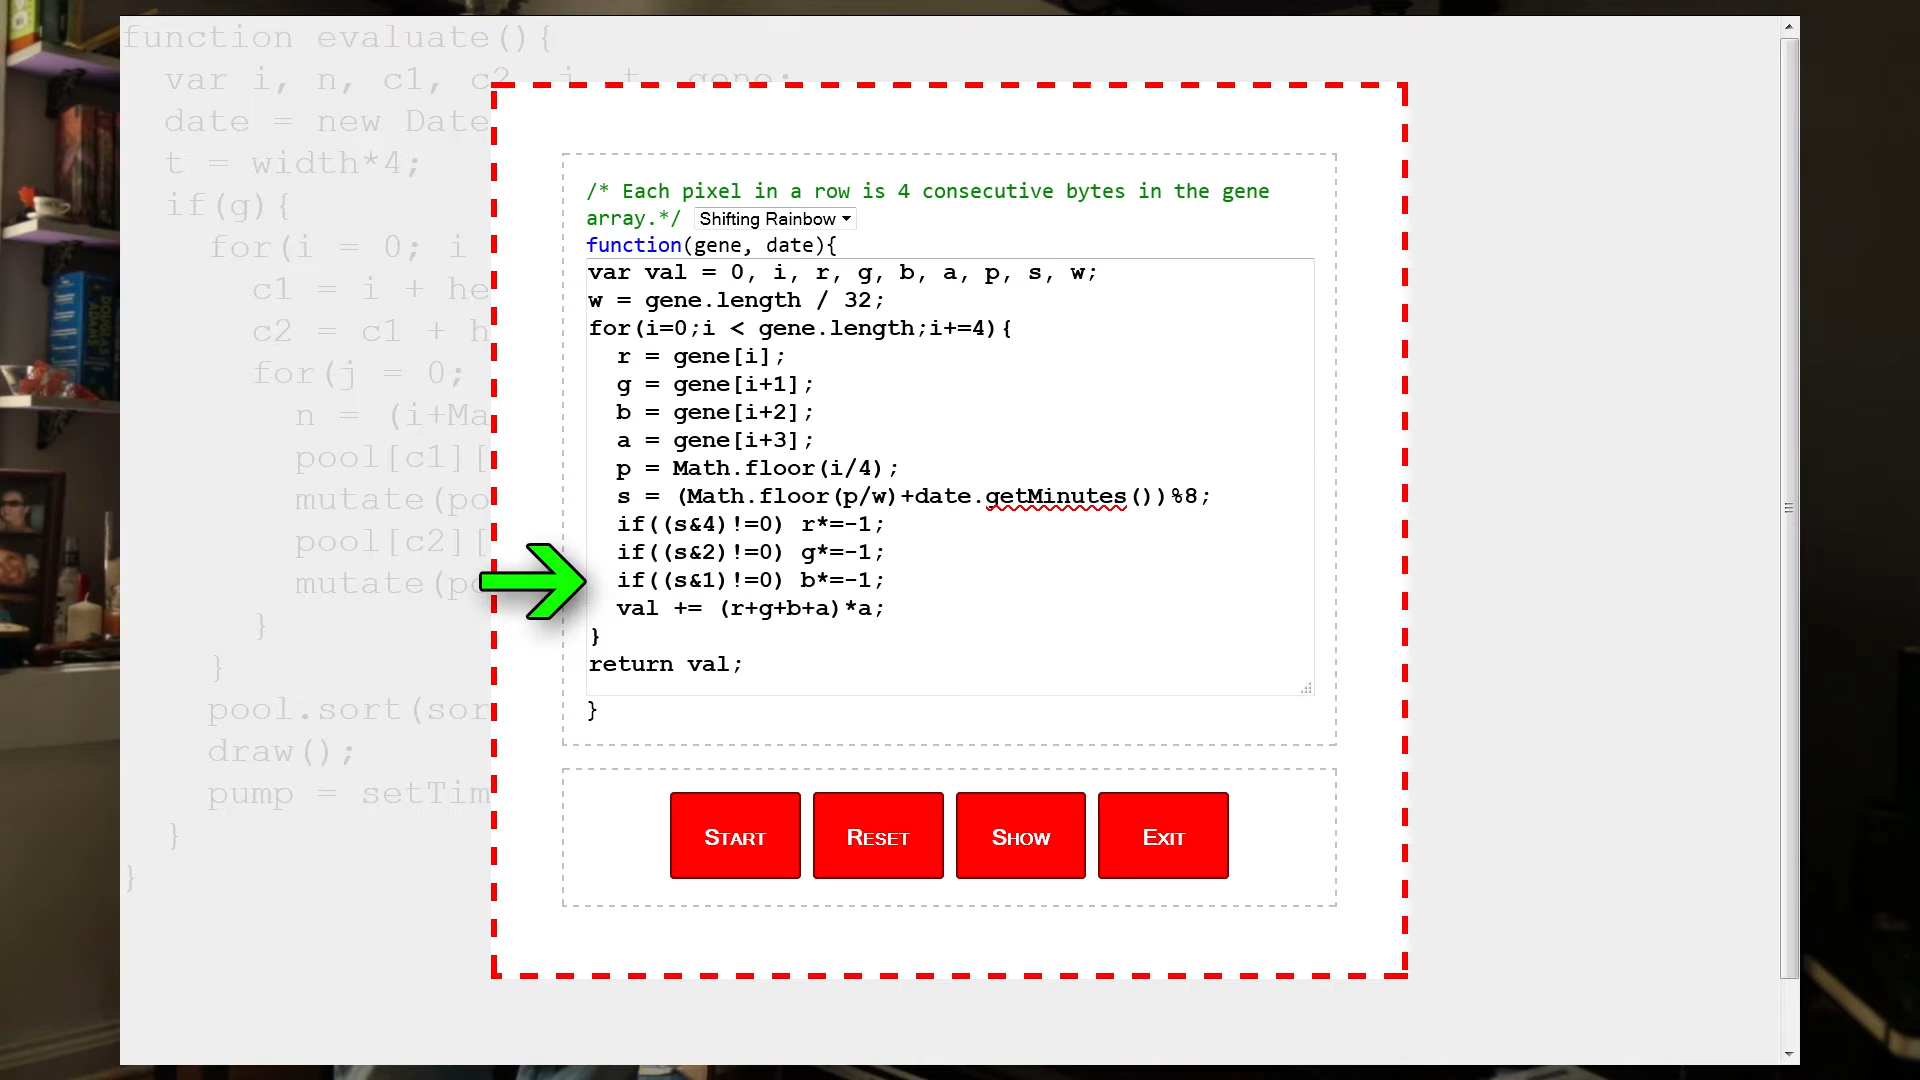 function evaluate(){
var i, n, c1, c2, j, t, gene;
date = new Date
t = width*4;
if(g){
for(i = 0; i
c1 = i + he
c2 = c1 + h
for(j = 0;
n = (i+Ma
pool[c1][
mutate(po
pool[c2][
mutate(po
}
}
pool.sort(sor
draw();
pump = setTim
}
}
/* Each pixel in a row is 4 consecutive bytes in the gene
array.*/ Shifting Rainbow
function(gene, date){
var val = 0, i, r, g, b, a, p, s, w;
w = gene.length / 32;
for(i=0;i < gene.length;i+=4){
r = gene[i];
g = gene[i+1];
b = gene[i+2];
a = gene[i+3];
p = Math.floor(i/4);
s = (Math.floor(p/w)+date.getMinutes())%8;
if((s&4)!=0) r*=-1;
if((s&2)!=0) g*=-1;
if((s&1)!=0) b*=-1;
val += (r+g+b+a)*a;
}
return val;
}
START
RESET
SHOW
EXIT
DOUGLAS
ADAMS